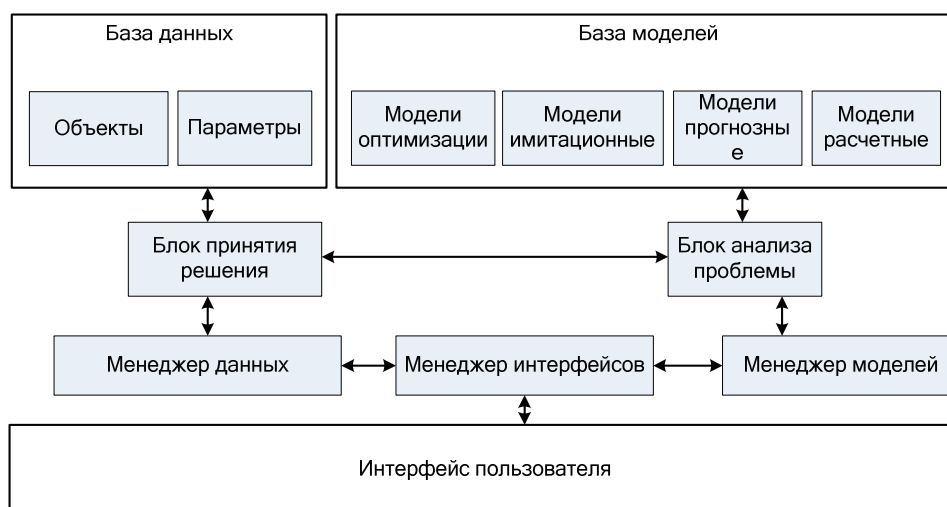 База данных
База моделей
Объекты
Параметры
Модели
оптимизации
Модели
имитационные
Модели
прогнозны
е
Модели
расчетные
Блок принятия
решения
Блок анализа
проблемы
Менеджер данных
Менеджер интерфейсов
Менеджер моделей
Интерфейс пользователя